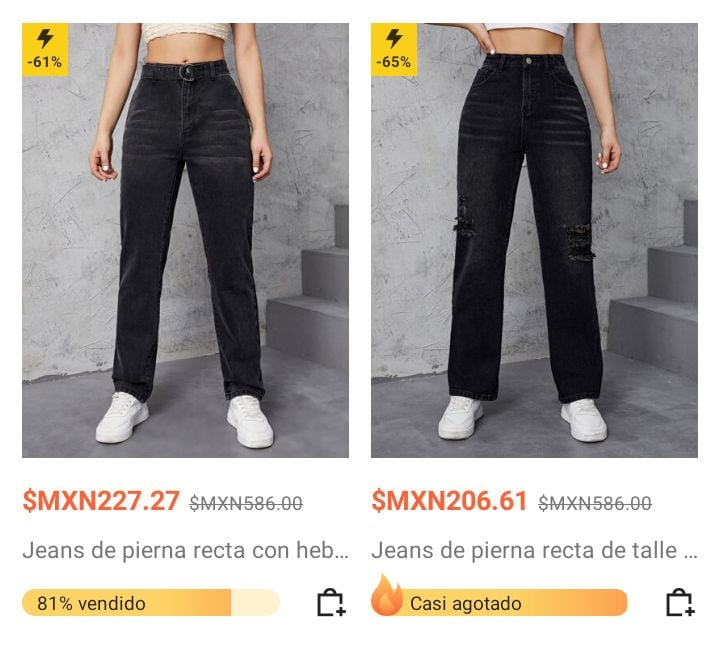 -61%
-65%
$MXN227.27 $MXN586.00
$MXN206.61 $MXN586.00
Jeans de pierna recta con heb...
Jeans de pierna recta de talle ...
81% vendido
Casi agotado